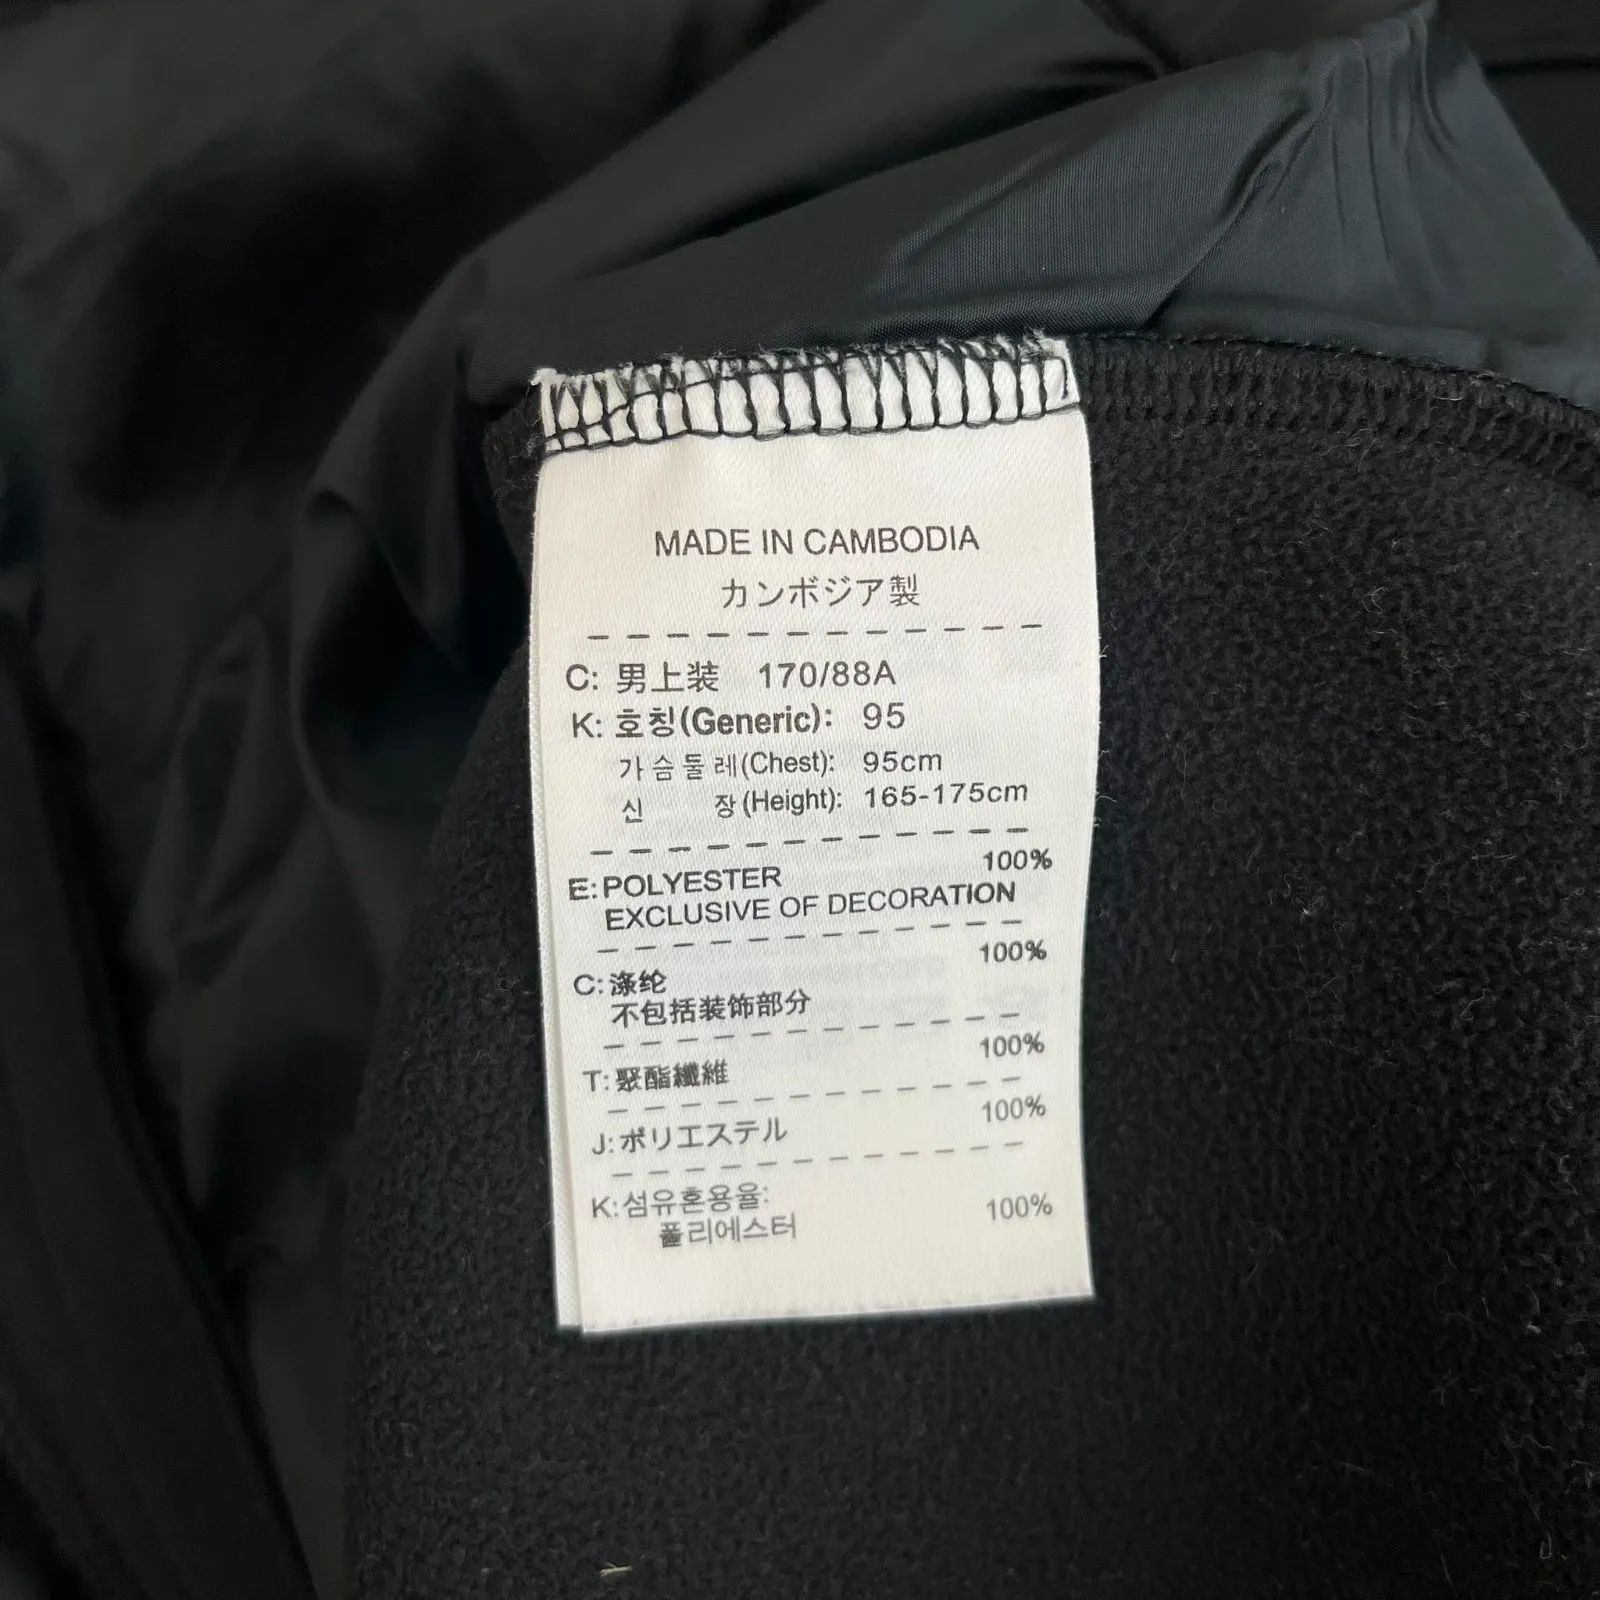 MADE IN CAMBODIA
カンボジア製
C: 男上装 170/88A
K: 호칭(Generic): 95
가슴둘레(Chest): 95cm
신 장(Height): 165-175cm
E: POLYESTER 100%
EXCLUSIVE OF DECORATION
C: 涤纶 100%
不包括装饰部分
T: 聚酯纖維 100%
J: ポリエステル 100%
K: 섬유혼용율:
폴리에스터 100%